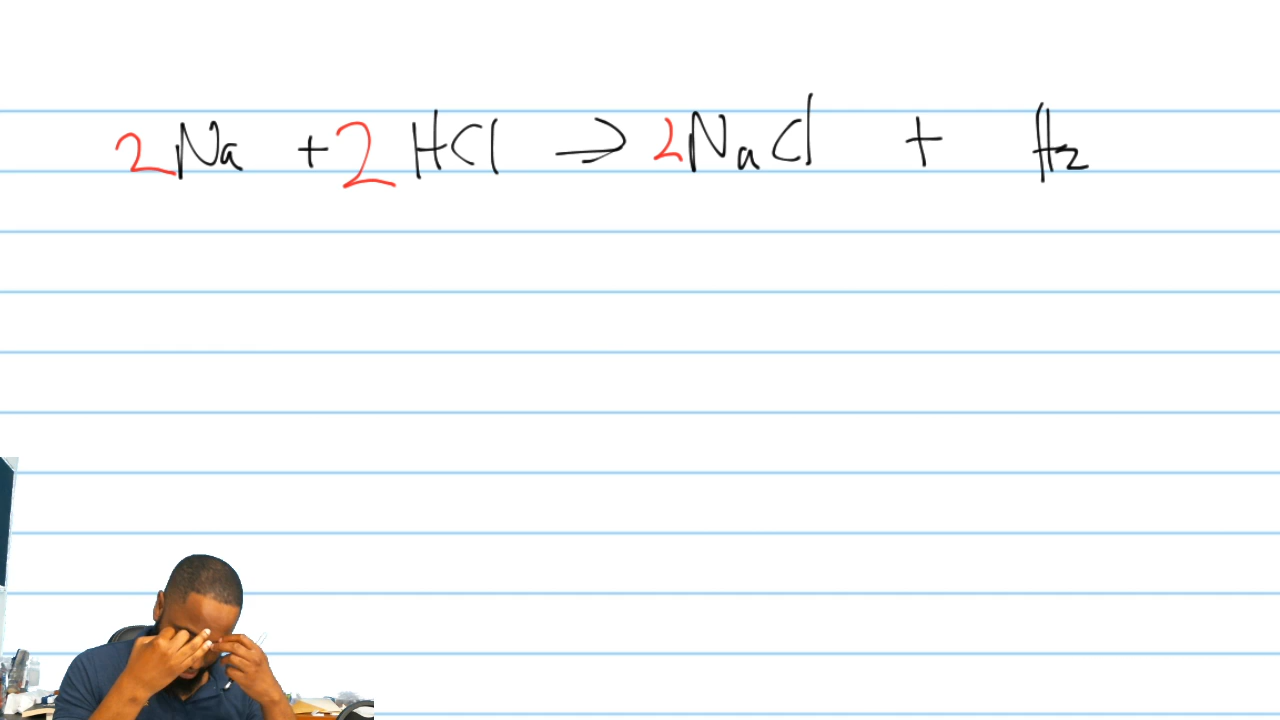 2Na + 2HCl → 2NaCl + H₂